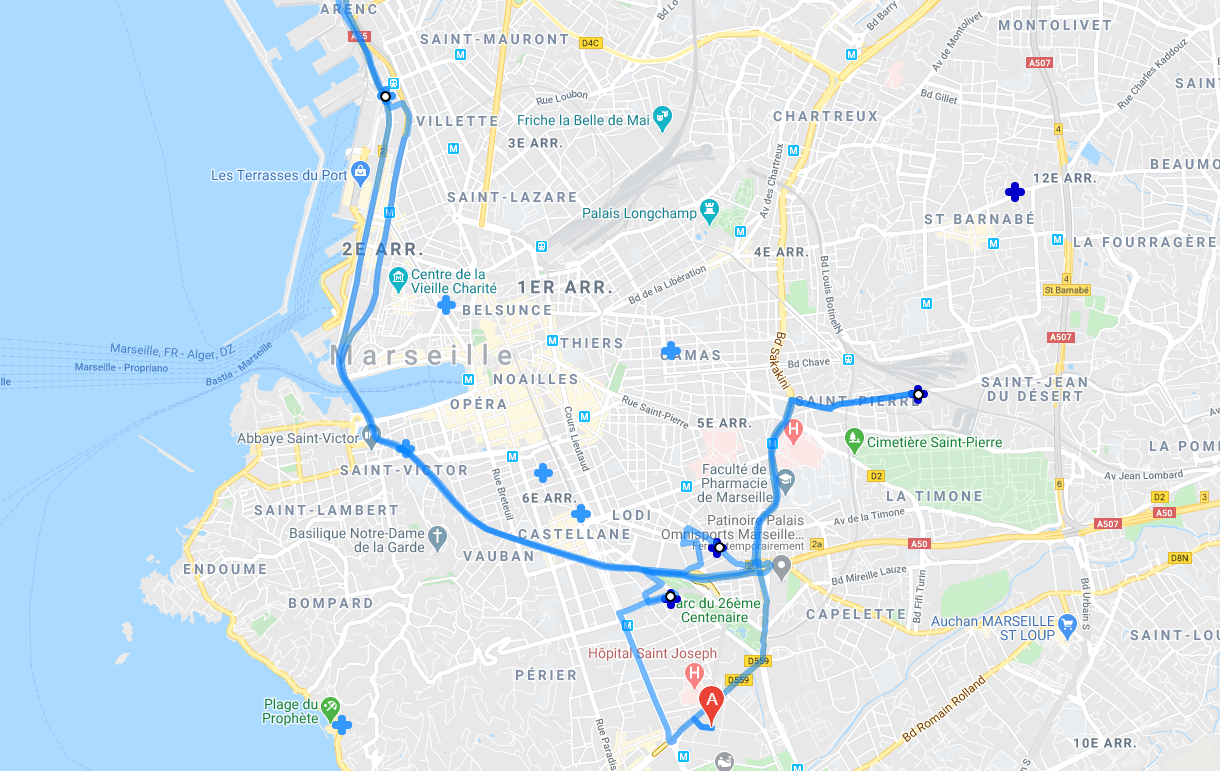 ARENC
A55
SAINT-MAURONT
D4C
Bd Barry
MONTOLIVET
Av de Montolivet
A507
Rue Charles Kaddouz
SAINT
Bd Gillet
Rue Loubon
Friche la Belle de Mai
VILLETTE
3E ARR.
CHARTREUX
4
BEAUMO
12E ARR.
Les Terrasses du Port
2
SAINT-LAZARE
Palais Longchamp
Av des Chartreux
ST BARNABÉ
LA FOURRAGÈRE
2E ARR.
4E ARR.
Centre de la
Vieille Charité
1ER ARR.
Bd de la Libération
Bd Louis Botinelly
4
St Barnabé
BELSUNCE
Marseille, FR - Alger, DZ
Marseille - Propriano
Bastia - Marseille
lle
Marseille
THIERS
CAMAS
Bd Sakakini
Bd Chave
A507
NOAILLES
OPÉRA
Rue Saint-Pierre
SAINT-PIERRE
SAINT-JEAN
DU DÉSERT
5E ARR.
Cours Lieutaud
Abbaye Saint-Victor
Cimetière Saint-Pierre
LA POM
SAINT-VICTOR
Rue Breteuil
6E ARR.
Faculté de
Pharmacie
de Marseille
D2
Av Jean Lombard
6
LA TIMONE
D2
3
A50
SAINT-LAMBERT
LODI
Patinoire Palais
Omnisports Marseille...
Av de la Timone
A507
Basilique Notre-Dame
de la Garde
CASTELLANE
2a
A50
VAUBAN
D8N
ENDOUME
Bd Mireille Lauze
Bd Fifi Turin
Bd Urbain S
BOMPARD
Parc du 26ème
Centenaire
CAPELETTE
Auchan MARSEILLE
ST LOUP
SAINT-LOU
Hôpital Saint Joseph
D559
PÉRIER
D559
A
Plage du
Prophète
Rue Paradis
Bd Romain Rolland
10E ARR.